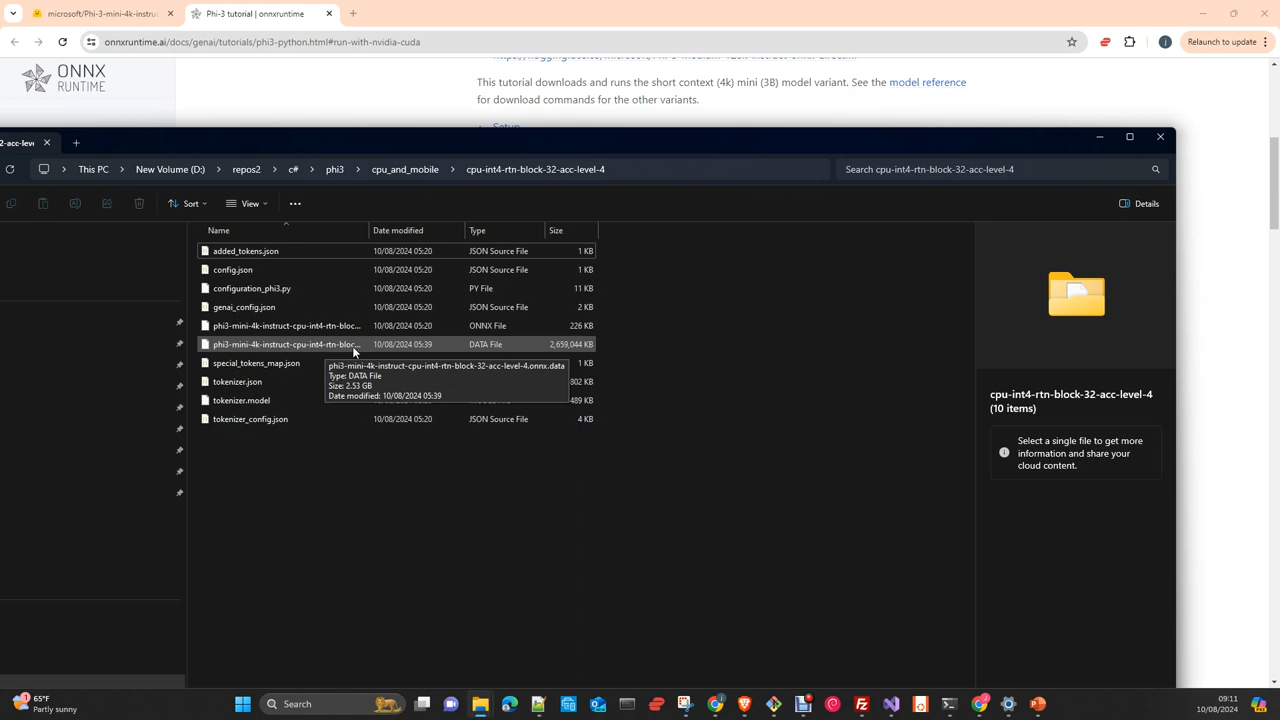 microsoft/Phi-3-mini-4k-instruc
Phi-3 tutorial | onnxruntime
onnxruntime.ai/docs/genai/tutorials/phi3-python.html#run-with-nvidia-cuda
Relaunch to update
ONNX
RUNTIME
This tutorial downloads and runs the short context (4k) mini (3B) model variant. See the model reference
for download commands for the other variants.
Setup
32-acc-leve
This PC > New Volume (D:) > repos2 > c# > phi3 > cpu_and_mobile > cpu-int4-rtn-block-32-acc-level-4
Search cpu-int4-rtn-block-32-acc-level-4
Sort View ... Details
Name Date modified Type Size
added_tokens.json 10/08/2024 05:20 JSON Source File 1 KB
config.json 10/08/2024 05:20 JSON Source File 1 KB
configuration_phi3.py 10/08/2024 05:20 PY File 11 KB
genai_config.json 10/08/2024 05:20 JSON Source File 2 KB
phi3-mini-4k-instruct-cpu-int4-rtn-bloc... 10/08/2024 05:20 ONNX File 226 KB
phi3-mini-4k-instruct-cpu-int4-rtn-bloc... 10/08/2024 05:39 DATA File 2,659,044 KB
special_tokens_map.json 1 KB
phi3-mini-4k-instruct-cpu-int4-rtn-block-32-acc-level-4.onnx.data
Type: DATA File
Size: 2.53 GB
Date modified: 10/08/2024 05:39
tokenizer.json 802 KB
tokenizer.model 489 KB
tokenizer_config.json 10/08/2024 05:20 JSON Source File 4 KB
cpu-int4-rtn-block-32-acc-level-4
(10 items)
Select a single file to get more
information and share your
cloud content.
65°F
Partly sunny
Search
09:11
10/08/2024